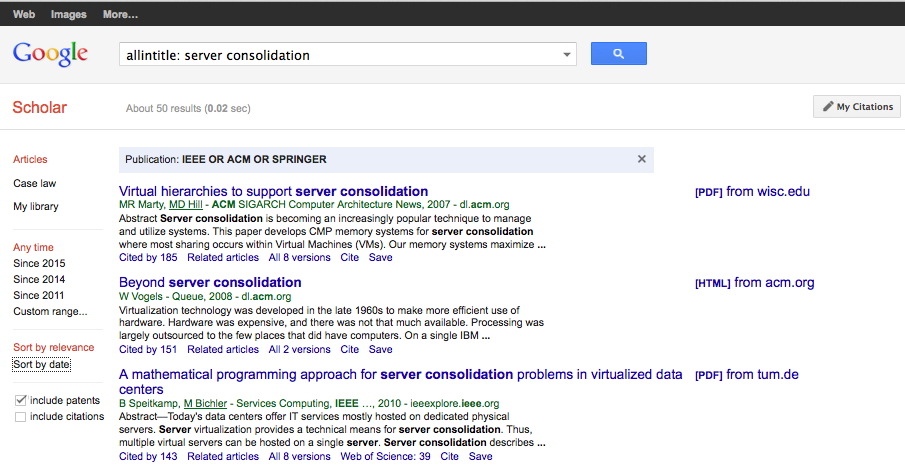 Web Images More...
Google
allintitle: server consolidation
Scholar
About 50 results (0.02 sec)
My Citations
Articles
Case law
My library
Any time
Since 2015
Since 2014
Since 2011
Custom range...
Sort by relevance
Sort by date
include patents
include citations
Publication: IEEE OR ACM OR SPRINGER
Virtual hierarchies to support server consolidation
[PDF] from wisc.edu
MR Marty, MD Hill - ACM SIGARCH Computer Architecture News, 2007 - dl.acm.org
Abstract Server consolidation is becoming an increasingly popular technique to manage
and utilize systems. This paper develops CMP memory systems for server consolidation
where most sharing occurs within Virtual Machines (VMs). Our memory systems maximize ...
Cited by 185 Related articles All 8 versions Cite Save
Beyond server consolidation
[HTML] from acm.org
W Vogels - Queue, 2008 - dl.acm.org
Virtualization technology was developed in the late 1960s to make more efficient use of
hardware. Hardware was expensive, and there was not that much available. Processing was
largely outsourced to the few places that did have computers. On a single IBM ...
Cited by 151 Related articles All 2 versions Cite Save
A mathematical programming approach for server consolidation problems in virtualized data
centers
[PDF] from tum.de
B Speitkamp, M Bichler - Services Computing, IEEE ..., 2010 - ieeexplore.ieee.org
Abstract—Today's data centers offer IT services mostly hosted on dedicated physical
servers. Server virtualization provides a technical means for server consolidation. Thus,
multiple virtual servers can be hosted on a single server. Server consolidation describes ...
Cited by 143 Related articles All 8 versions Web of Science: 39 Cite Save